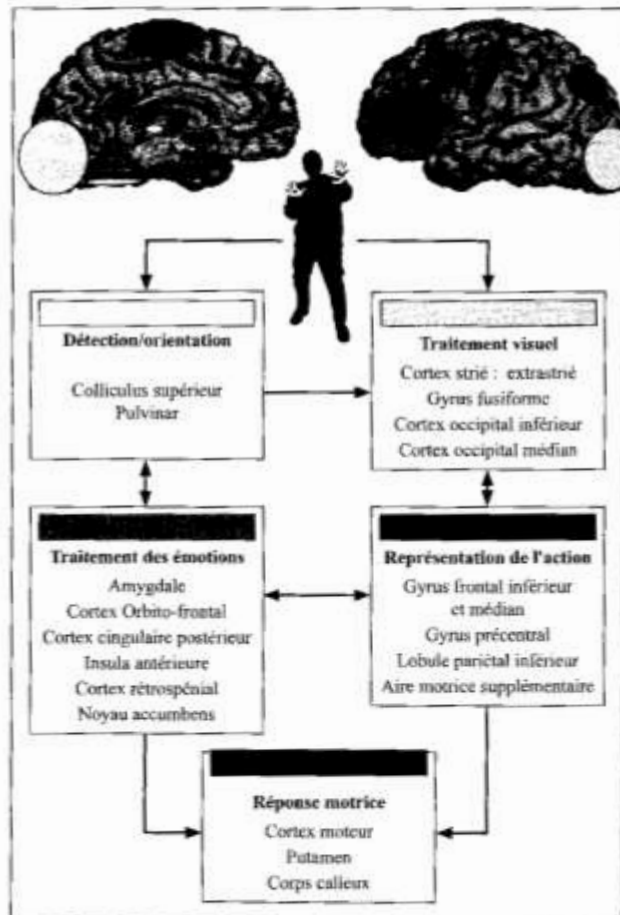 Détection/orientation
Colliculus supérieur
Pulvinar
Traitement visuel
Cortex strié : extrastrié
Gyrus fusiforme
Cortex occipital inférieur
Cortex occipital médian
Traitement des émotions
Amygdale
Cortex Orbito-frontal
Cortex cingulaire postérieur
Insula antérieure
Cortex rétrospénial
Noyau accumbens
Représentation de l'action
Gyrus frontal inférieur
et médian
Gyrus précentral
Lobule pariétal inférieur
Aire motrice supplémentaire
Réponse motrice
Cortex moteur
Putamen
Corps calleux